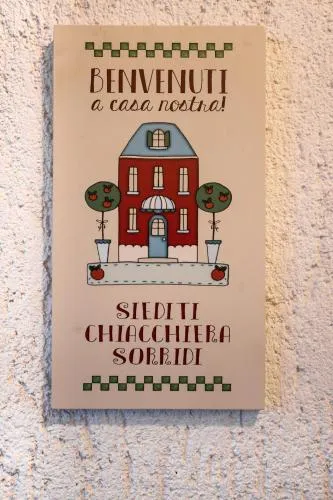 BENVENUTI
a casa nostra!
SIEDITI
CHIACCHIERA
SORRIDI